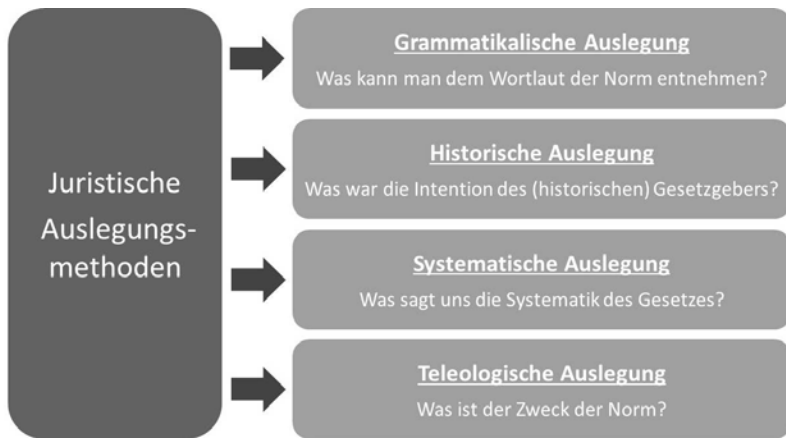 Juristische
Auslegungs-
methoden
Grammatikalische Auslegung
Was kann man dem Wortlaut der Norm entnehmen?
Historische Auslegung
Was war die Intention des (historischen) Gesetzgebers?
Systematische Auslegung
Was sagt uns die Systematik des Gesetzes?
Teleologische Auslegung
Was ist der Zweck der Norm?